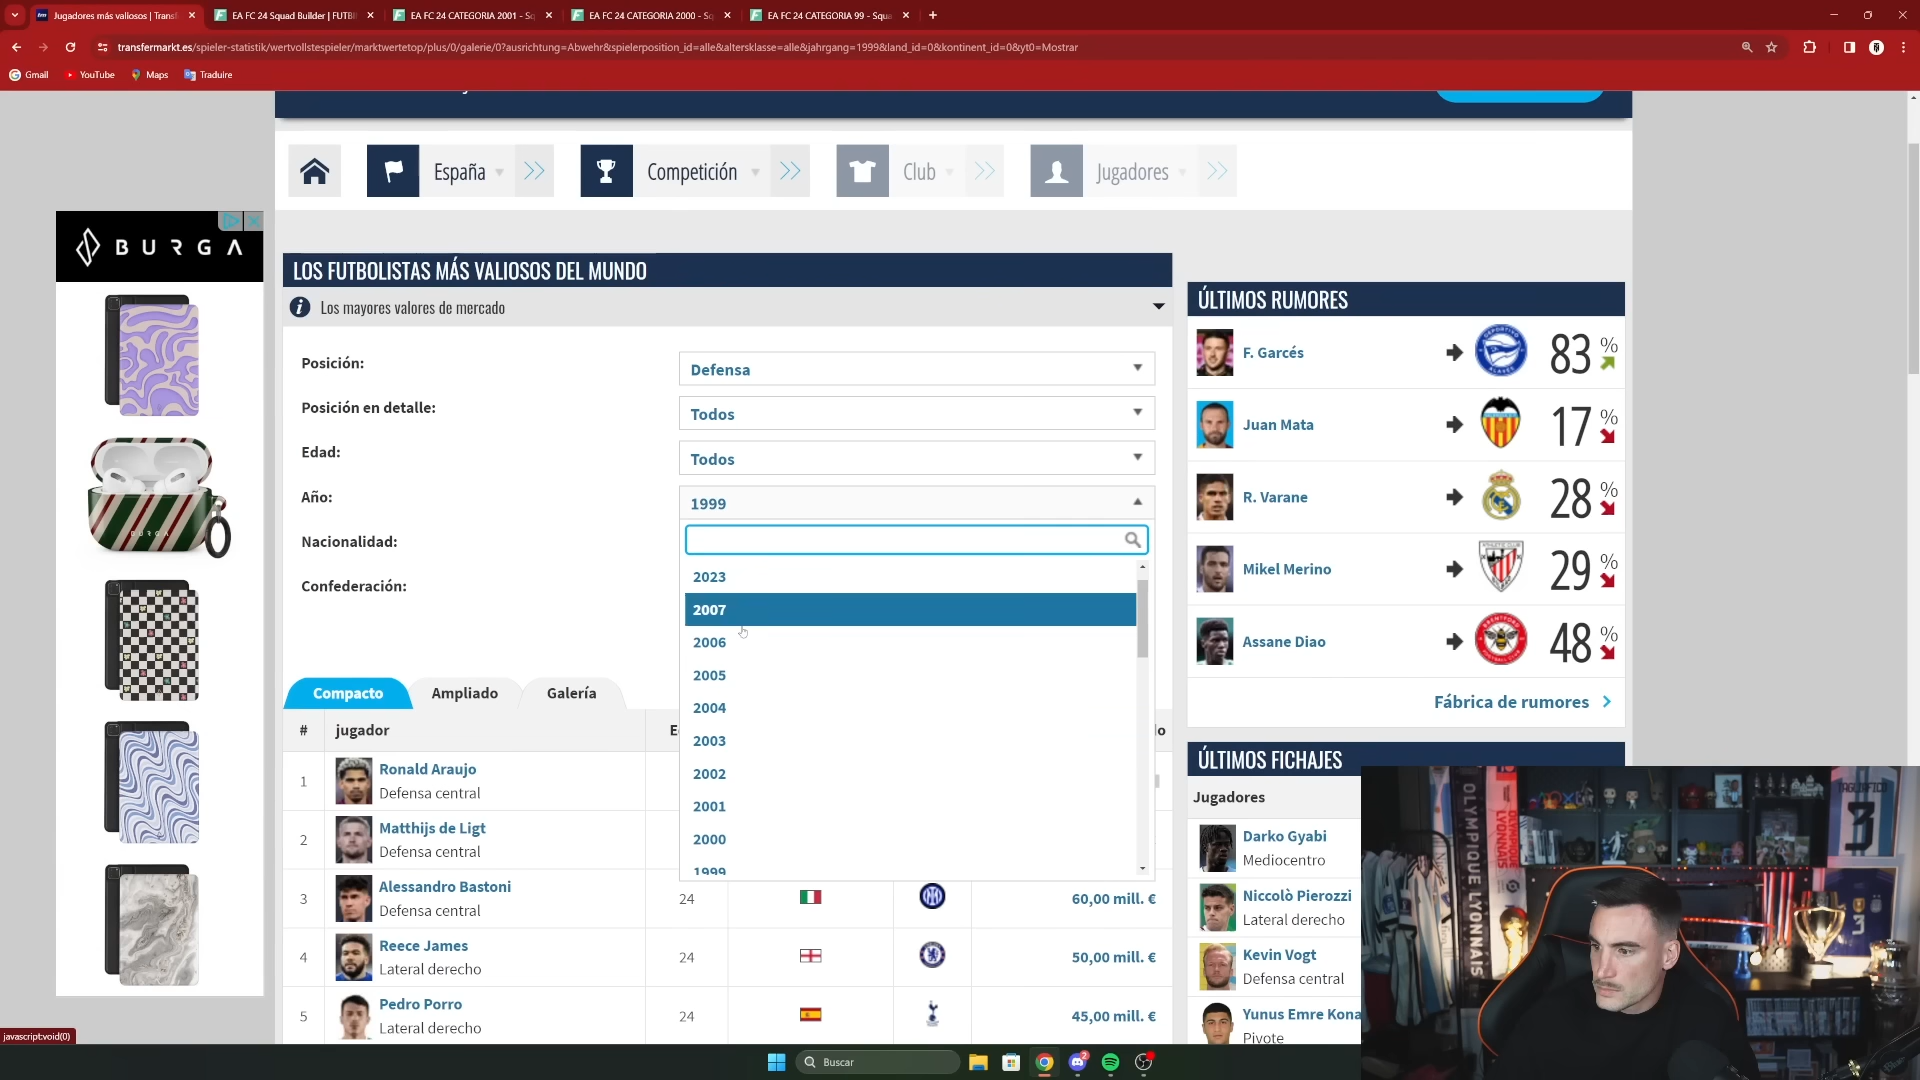 Jugadores más valiosos | Transf
EA FC 24 Squad Builder | FUTBI
EA FC 24 CATEGORIA 2001 - Sq
EA FC 24 CATEGORIA 2000 - Sq
EA FC 24 CATEGORIA 99 - Squa
transfermarkt.es/spieler-statistik/wertvollstespieler/marktwertetop/plus/0/galerie/0?ausrichtung=Abwehr&spielerposition_id=alle&altersklasse=alle&jahrgang=1999&land_id=0&kontinent_id=0&yt0=Mostrar
Gmail
YouTube
Maps
Traduire
España
Competición
Club
Jugadores
BURGA
LOS FUTBOLISTAS MÁS VALIOSOS DEL MUNDO
Los mayores valores de mercado
Posición:
Defensa
Posición en detalle:
Todos
Edad:
Todos
Año:
1999
Nacionalidad:
Confederación:
2023
2007
2006
2005
2004
2003
2002
2001
2000
1999
Compacto
Ampliado
Galería
#
jugador
1
Ronald Araujo
Defensa central
2
Matthijs de Ligt
Defensa central
3
Alessandro Bastoni
Defensa central
24
60,00 mill. €
4
Reece James
Lateral derecho
24
50,00 mill. €
5
Pedro Porro
Lateral derecho
24
45,00 mill. €
ÚLTIMOS RUMORES
F. Garcés
83 %
Juan Mata
17 %
R. Varane
28 %
Mikel Merino
29 %
Assane Diao
48 %
Fábrica de rumores
ÚLTIMOS FICHAJES
Jugadores
Darko Gyabi
Mediocentro
Niccolò Pierozzi
Lateral derecho
Kevin Vogt
Defensa central
Yunus Emre Kona
Pivote
OLYMPIQUE LYONNAIS
TAGLIAFICO
3
javascript:void(0)
Buscar
2